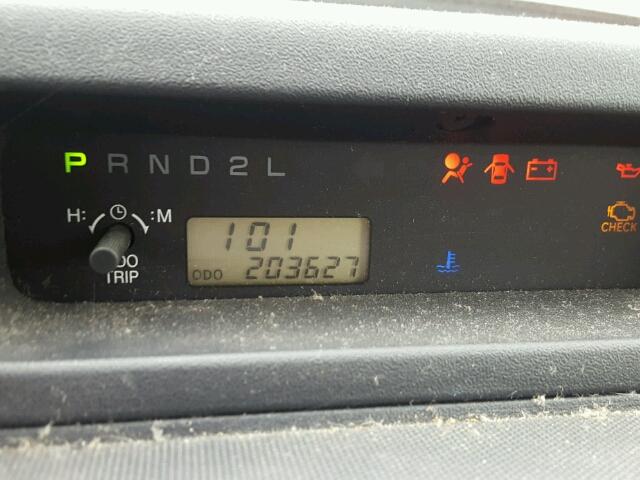 P R N D 2 L
H: :M
ODO
TRIP
101
ODO 203627
CHECK